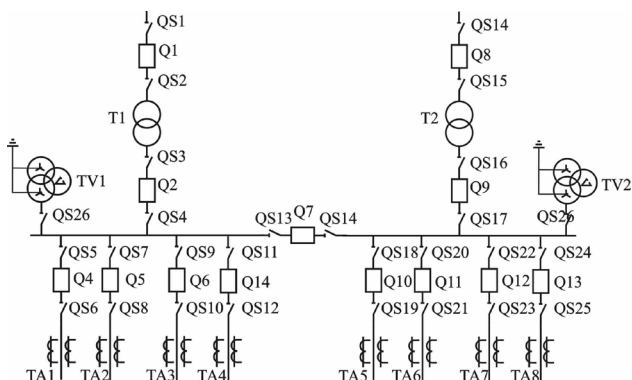 QS1 QS14
Q1 Q8
QS2 QS15
T1 T2
QS3 QS16
TV1 Q2 Q9 TV2
QS26 QS4 QS13 Q7 QS14 QS17 QS26
QS5 QS7 QS9 QS11 QS18 QS20 QS22 QS24
Q4 Q5 Q6 Q14 Q10 Q11 Q12 Q13
QS6 QS8 QS10 QS12 QS19 QS21 QS23 QS25
TA1 TA2 TA3 TA4 TA5 TA6 TA7 TA8